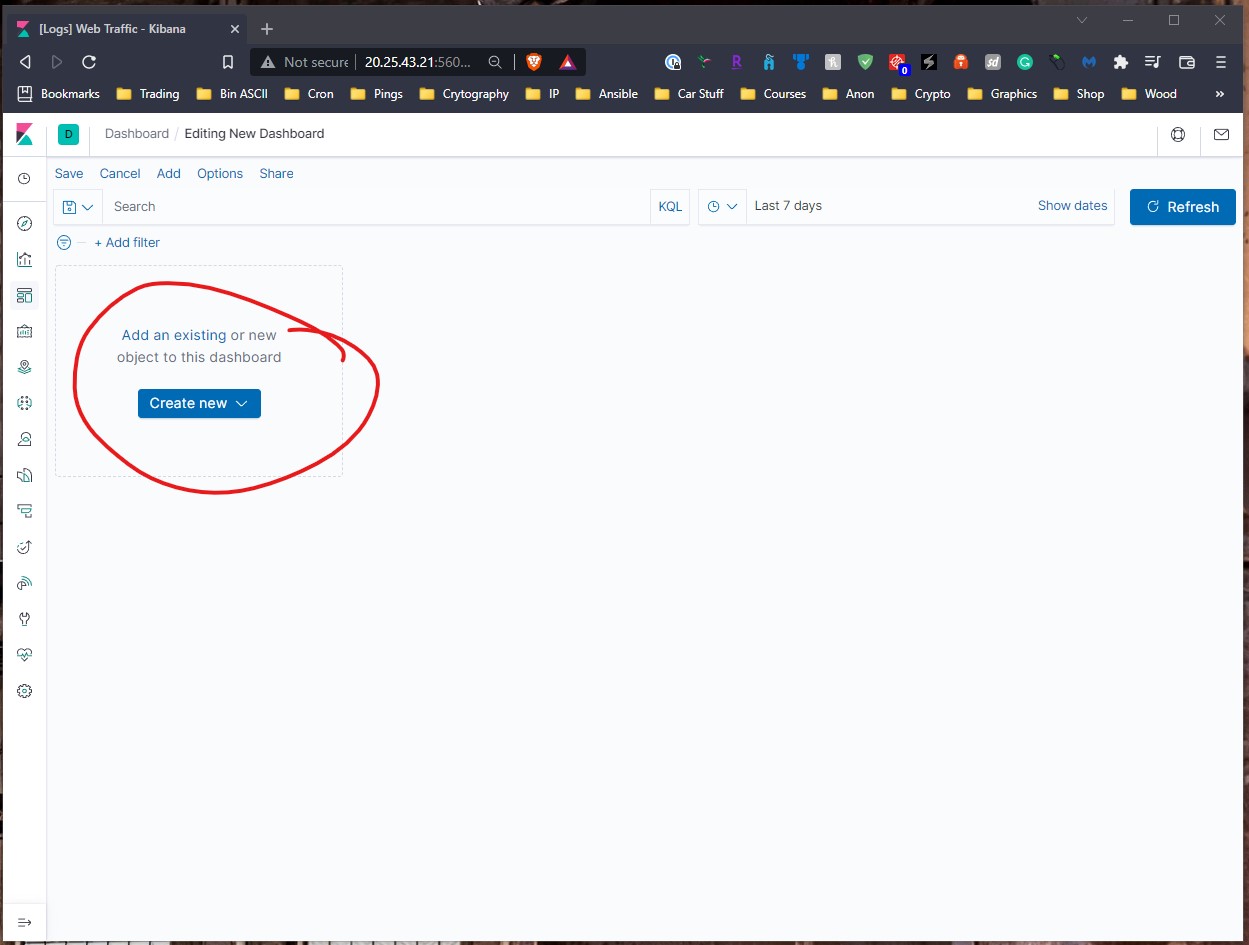 [Logs] Web Traffic - Kibana
Not secure 20.25.43.21:560...
0
Bookmarks Trading Bin ASCII Cron Pings Crytography IP Ansible Car Stuff Courses Anon Crypto Graphics Shop Wood »
D Dashboard / Editing New Dashboard
Save Cancel Add Options Share
Search KQL Last 7 days Show dates Refresh
+ Add filter
Add an existing or new
object to this dashboard
Create new